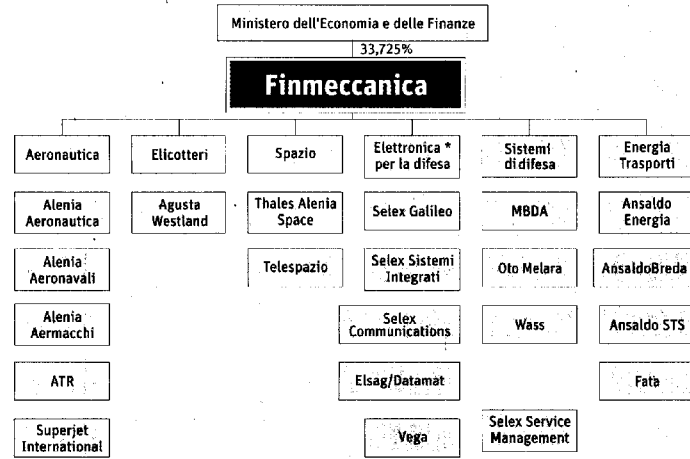 Ministero dell'Economia e delle Finanze
33,725%
Finmeccanica
Aeronautica
Elicotteri
Spazio
Elettronica *
per la difesa
Sistemi
di difesa
Energia
Trasporti
Alenia
Aeronautica
Agusta
Westland
Thales Alenia
Space
Selex Galileo
MBDA
Ansaldo
Energia
Alenia
Aeronavali
Telespazio
Selex Sistemi
Integrati
Oto Melara
AnsaldoBreda
Alenia
Aermacchi
Selex
Communications
Wass
Ansaldo STS
ATR
Elsag/Datamat
Fata
Superjet
International
Vega
Selex Service
Management